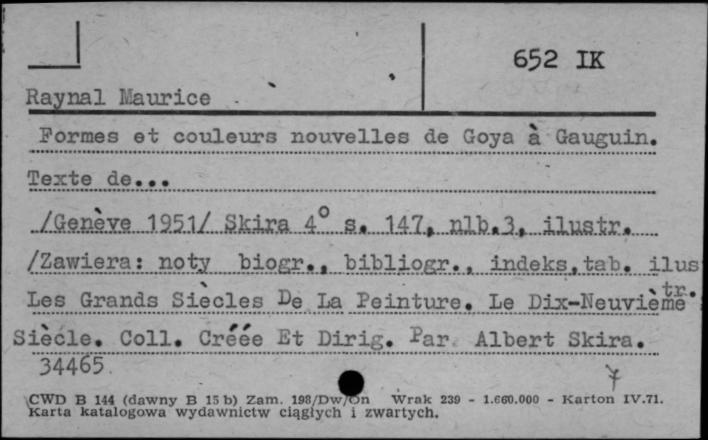 652 IK
Raynal Maurice
Formes et couleurs nouvelles de Goya à Gauguin.
Texte de...
/Genève 1951/ Skira 4° s. 147, nlb.3, ilustr.
/Zawiera: noty biogr., bibliogr., indeks,tab. ilus
tr.
Les Grands Siècles De La Peinture. Le Dix-Neuvième
Siècle. Coll. Créée Et Dirig. Par Albert Skira.
34465
CWD B 144 (dawny B 15 b) Zam. 198/Dw/On Wrak 239 - 1.660.000 - Karton IV.71.
Karta katalogowa wydawnictw ciągłych i zwartych.